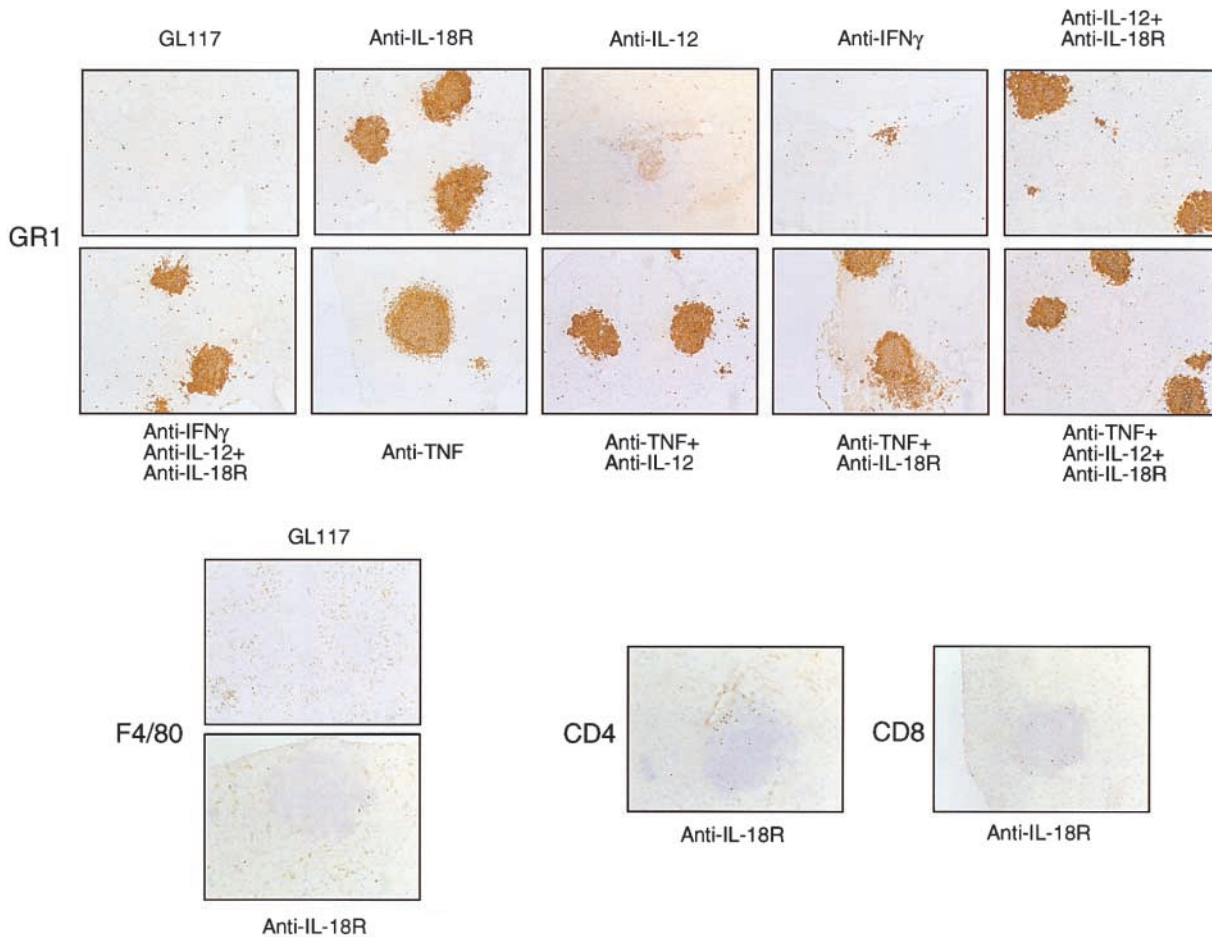 GL117
Anti-IL-18R
Anti-IL-12
Anti-IFNγ
Anti-IL-12+
Anti-IL-18R
GR1
Anti-IFNγ
Anti-IL-12+
Anti-IL-18R
Anti-TNF
Anti-TNF+
Anti-IL-12
Anti-TNF+
Anti-IL-18R
Anti-TNF+
Anti-IL-12+
Anti-IL-18R
GL117
F4/80
Anti-IL-18R
CD4
Anti-IL-18R
CD8
Anti-IL-18R